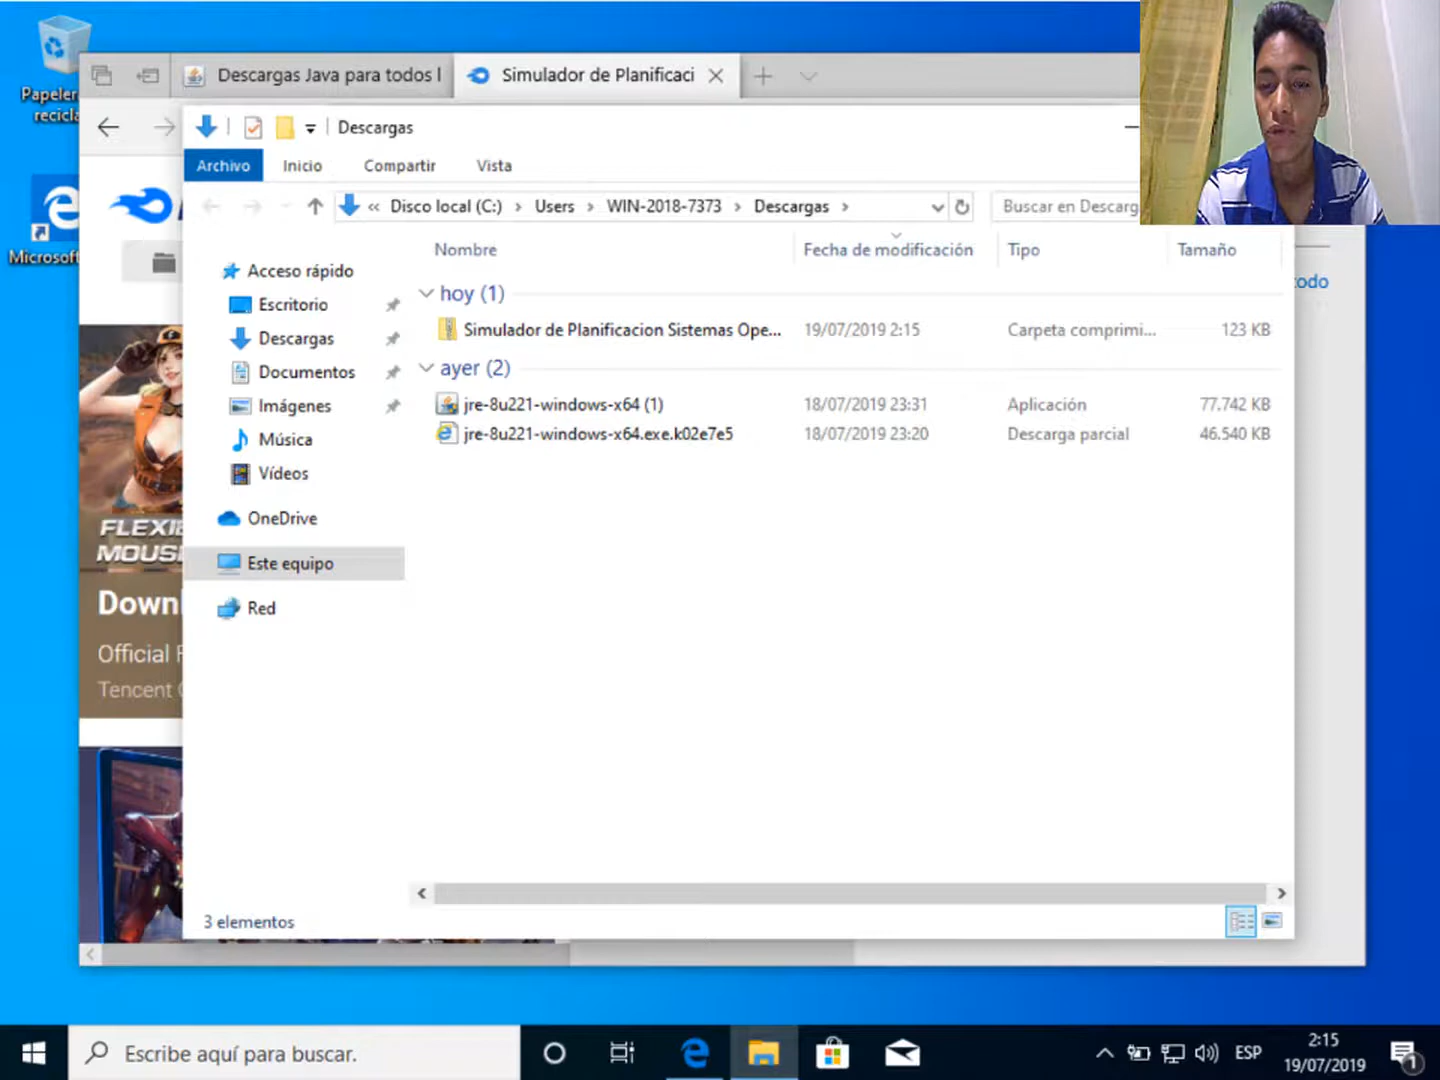 Papeler
recicla
Microsoft
Descargas Java para todos l
Simulador de Planificaci
Descargas
Archivo
Inicio
Compartir
Vista
« Disco local (C:) > Users > WIN-2018-7373 > Descargas >
Buscar en Descarg
Nombre
Fecha de modificación
Tipo
Tamaño
hoy (1)
Simulador de Planificacion Sistemas Ope... 19/07/2019 2:15 Carpeta comprimi... 123 KB
ayer (2)
jre-8u221-windows-x64 (1) 18/07/2019 23:31 Aplicación 77.742 KB
jre-8u221-windows-x64.exe.k02e7e5 18/07/2019 23:20 Descarga parcial 46.540 KB
Acceso rápido
Escritorio
Descargas
Documentos
Imágenes
Música
Vídeos
OneDrive
Este equipo
Red
3 elementos
todo
FLEXIB
MOUS
Down
Official
Tencent
Escribe aquí para buscar.
ESP
2:15
19/07/2019
1